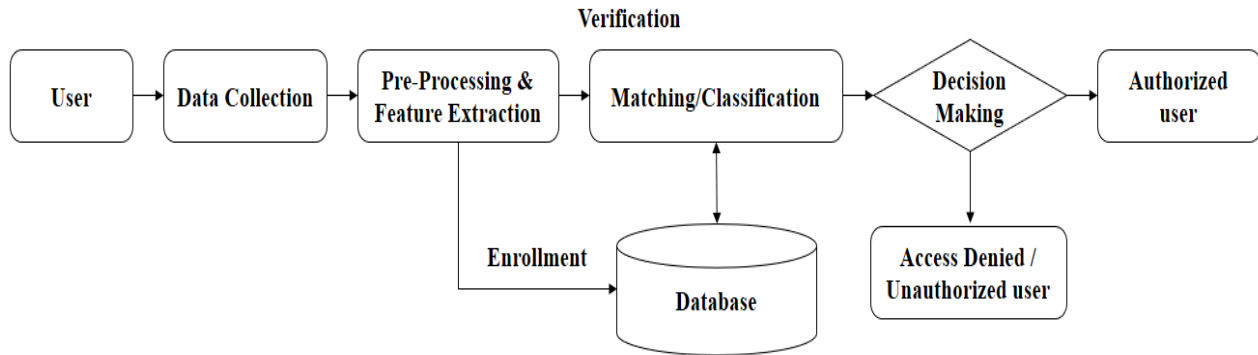 Verification
User
Data Collection
Pre-Processing &
Feature Extraction
Matching/Classification
Decision
Making
Authorized
user
Enrollment
Database
Access Denied /
Unauthorized user